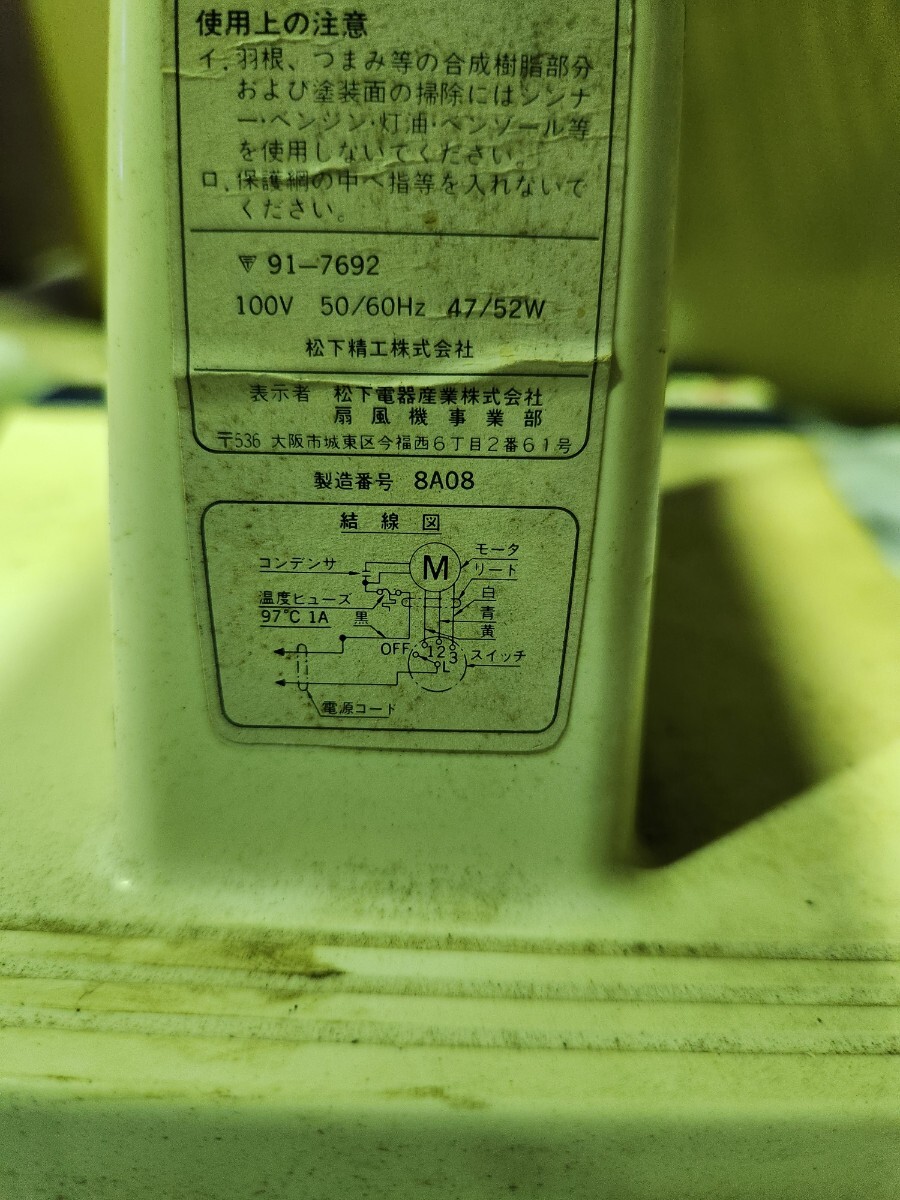 使用上の注意
イ.羽根、つまみ等の合成樹脂部分
および塗装面の掃除にはシンナ
ー・ベンジン・灯油・ベンゾール等
を使用しないでください。
ロ.保護網の中へ指等を入れないで
ください。
91-7692
100V 50/60Hz 47/52W
松下精工株式会社
表示者 松下電器産業株式会社
扇風機事業部
〒536 大阪市城東区今福西6丁目2番61号
製造番号 8A08
結線図
コンデンサ
M
モータ
リード
温度ヒューズ
97℃ 1A
黒
白
青
黄
OFF
1 2 3
L
スイッチ
電源コード